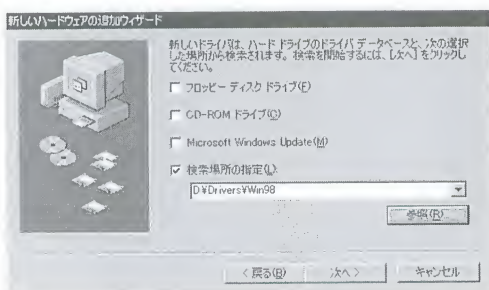 新しいハードウェアの追加ウィザード
新しいドライバは、ハード ドライブのドライバ データベースと、次の選択
した場所から検索されます。検索を開始するには、[次へ] をクリックし
てください。
フロッピー ディスク ドライブ(F)
CD-ROM ドライブ(C)
Microsoft Windows Update(M)
検索場所の指定(L):
D:¥Drivers¥Win98
参照(R)...
< 戻る(B)
次へ >
キャンセル